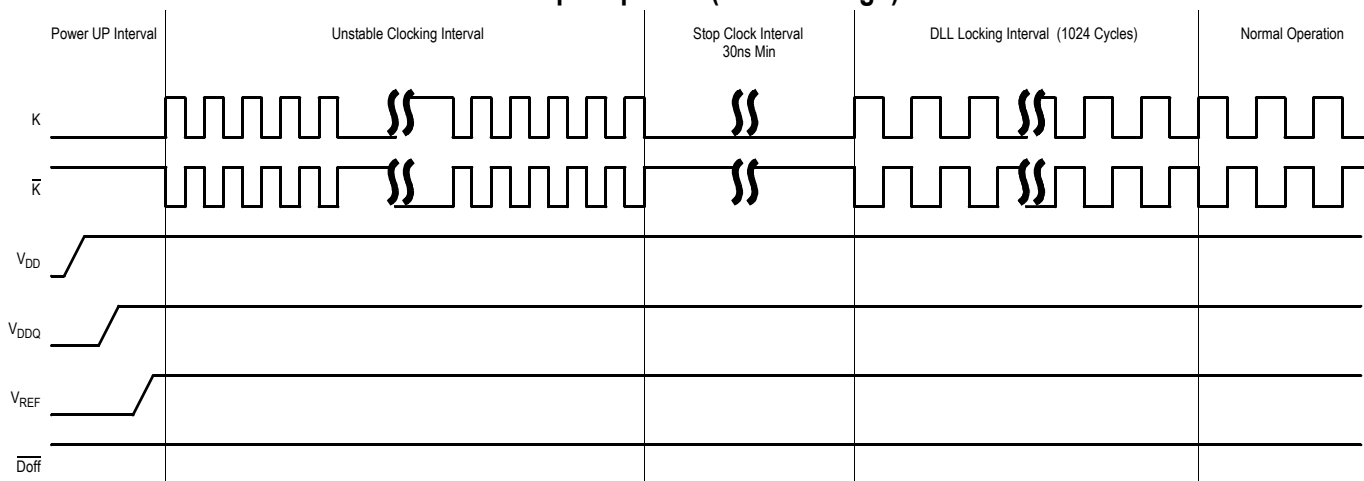 Power UP Interval
Unstable Clocking Interval
Stop Clock Interval
30ns Min
DLL Locking Interval (1024 Cycles)
Normal Operation
K
K̅
VDD
VDDQ
VREF
Doff